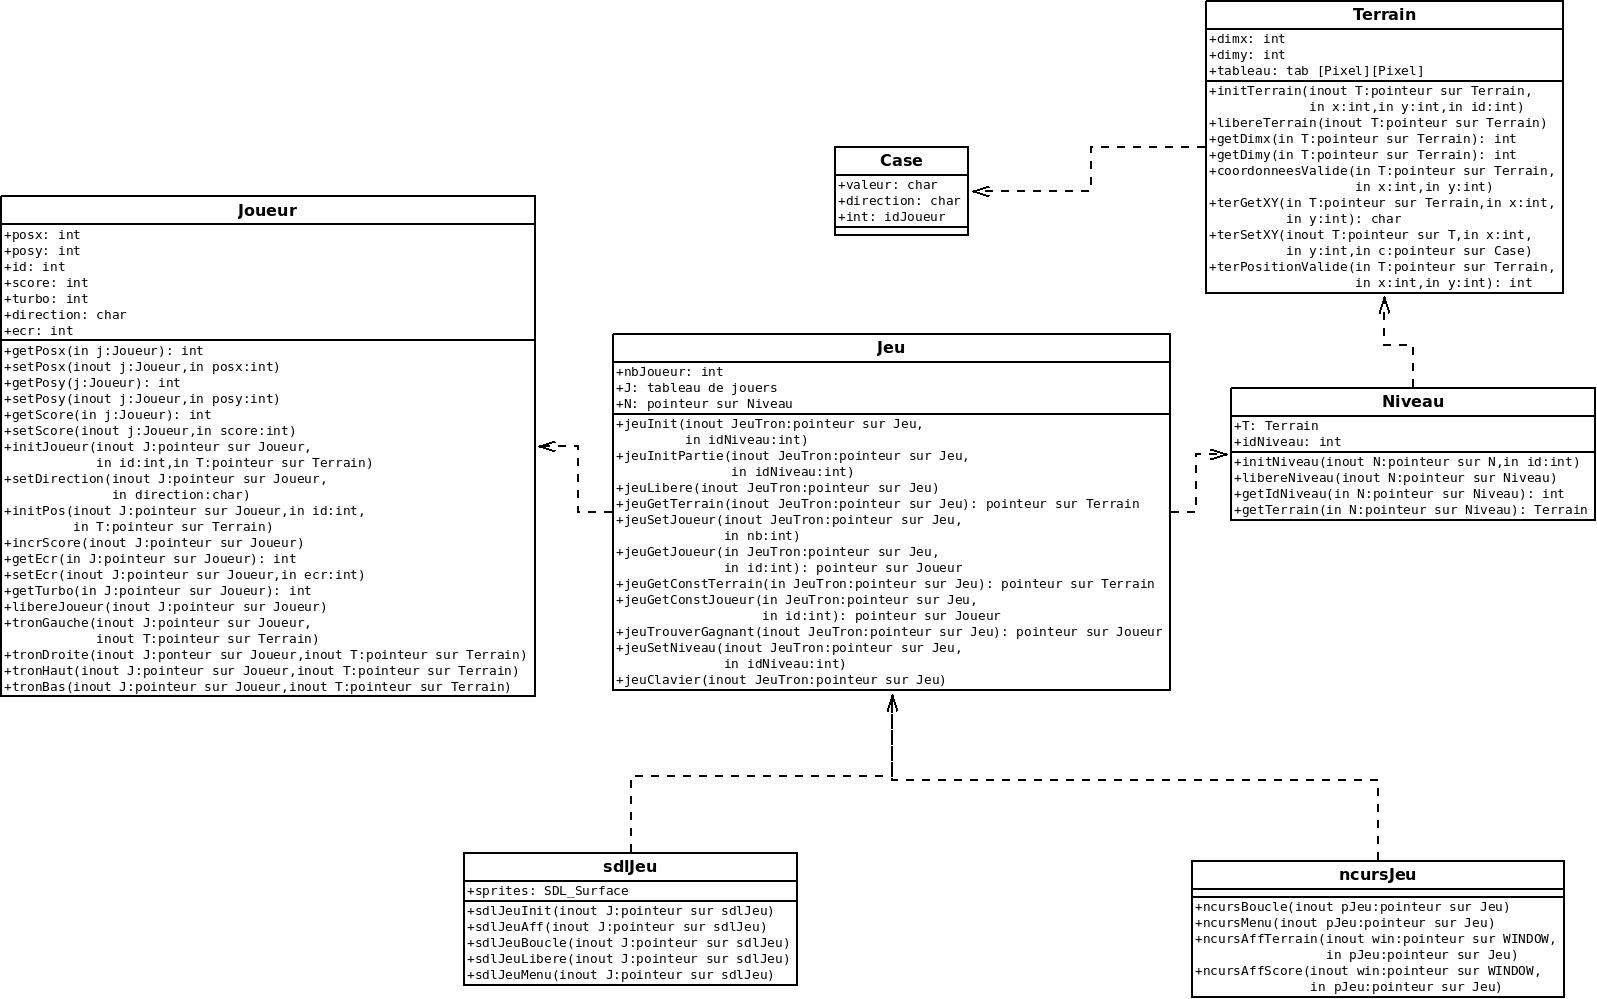 Terrain
+dimx: int
+dimy: int
+tableau: tab [Pixel][Pixel]
+initTerrain(inout T:pointeur sur Terrain,
in x:int,in y:int,in id:int)
+libereTerrain(inout T:pointeur sur Terrain)
+getDimx(in T:pointeur sur Terrain): int
+getDimy(in T:pointeur sur Terrain): int
+coordonneesValide(in T:pointeur sur Terrain,
in x:int,in y:int)
+terGetXY(in T:pointeur sur Terrain,in x:int,
in y:int): char
+terSetXY(inout T:pointeur sur T,in x:int,
in y:int,in c:pointeur sur Case)
+terPositionValide(in T:pointeur sur Terrain,
in x:int,in y:int): int
Case
+valeur: char
+direction: char
+int: idJoueur
Joueur
+posx: int
+posy: int
+id: int
+score: int
+turbo: int
+direction: char
+ecr: int
+getPosx(in j:Joueur): int
+setPosx(inout j:Joueur,in posx:int)
+getPosy(j:Joueur): int
+setPosy(inout j:Joueur,in posy:int)
+getScore(in j:Joueur): int
+setScore(inout j:Joueur,in score:int)
+initJoueur(inout J:pointeur sur Joueur,
in id:int,in T:pointeur sur Terrain)
+setDirection(inout J:pointeur sur Joueur,
in direction:char)
+initPos(inout J:pointeur sur Joueur,in id:int,
in T:pointeur sur Terrain)
+incrScore(inout J:pointeur sur Joueur)
+getEcr(in J:pointeur sur Joueur): int
+setEcr(inout J:pointeur sur Joueur,in ecr:int)
+getTurbo(in J:pointeur sur Joueur): int
+libereJoueur(inout J:pointeur sur Joueur)
+tronGauche(inout J:pointeur sur Joueur,
inout T:pointeur sur Terrain)
+tronDroite(inout J:ponteur sur Joueur,inout T:pointeur sur Terrain)
+tronHaut(inout J:pointeur sur Joueur,inout T:pointeur sur Terrain)
+tronBas(inout J:pointeur sur Joueur,inout T:pointeur sur Terrain)
Jeu
+nbJoueur: int
+J: tableau de jouers
+N: pointeur sur Niveau
+jeuInit(inout JeuTron:pointeur sur Jeu,
in idNiveau:int)
+jeuInitPartie(inout JeuTron:pointeur sur Jeu,
in idNiveau:int)
+jeuLibere(inout JeuTron:pointeur sur Jeu)
+jeuGetTerrain(inout JeuTron:pointeur sur Jeu): pointeur sur Terrain
+jeuSetJoueur(inout JeuTron:pointeur sur Jeu,
in nb:int)
+jeuGetJoueur(in JeuTron:pointeur sur Jeu,
in id:int): pointeur sur Joueur
+jeuGetConstTerrain(in JeuTron:pointeur sur Jeu): pointeur sur Terrain
+jeuGetConstJoueur(in JeuTron:pointeur sur Jeu,
in id:int): pointeur sur Joueur
+jeuTrouverGagnant(inout JeuTron:pointeur sur Jeu): pointeur sur Joueur
+jeuSetNiveau(inout JeuTron:pointeur sur Jeu,
in idNiveau:int)
+jeuClavier(inout JeuTron:pointeur sur Jeu)
Niveau
+T: Terrain
+idNiveau: int
+initNiveau(inout N:pointeur sur N,in id:int)
+libereNiveau(inout N:pointeur sur Niveau)
+getIdNiveau(in N:pointeur sur Niveau): int
+getTerrain(in N:pointeur sur Niveau): Terrain
sdlJeu
+sprites: SDL_Surface
+sdlJeuInit(inout J:pointeur sur sdlJeu)
+sdlJeuAff(inout J:pointeur sur sdlJeu)
+sdlJeuBoucle(inout J:pointeur sur sdlJeu)
+sdlJeuLibere(inout J:pointeur sur sdlJeu)
+sdlJeuMenu(inout J:pointeur sur sdlJeu)
ncursJeu
+ncursBoucle(inout pJeu:pointeur sur Jeu)
+ncursMenu(inout pJeu:pointeur sur Jeu)
+ncursAffTerrain(inout win:pointeur sur WINDOW,
in pJeu:pointeur sur Jeu)
+ncursAffScore(inout win:pointeur sur WINDOW,
in pJeu:pointeur sur Jeu)